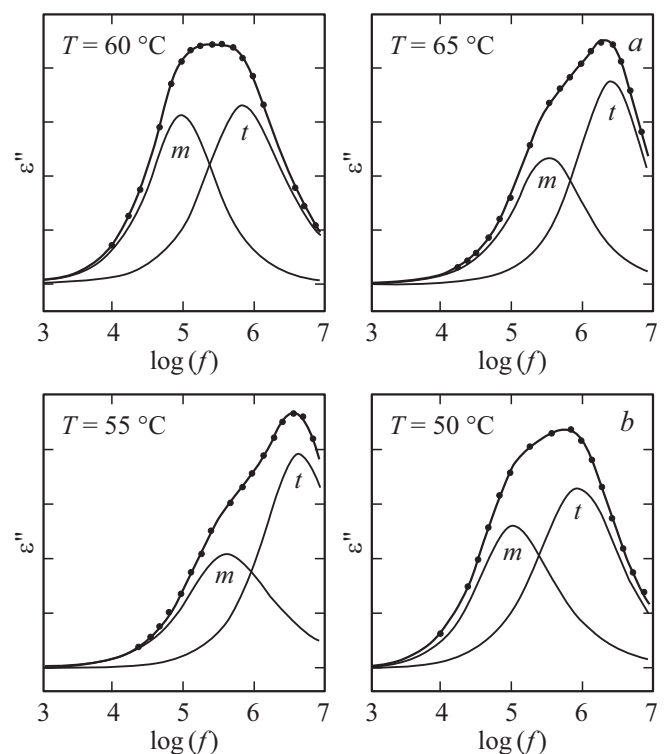 T = 60 °C
ε"
m
t
3 4 5 6 7
log (f)
T = 65 °C
a
ε"
m
t
3 4 5 6 7
log (f)
T = 55 °C
ε"
m
t
3 4 5 6 7
log (f)
T = 50 °C
b
ε"
m
t
3 4 5 6 7
log (f)